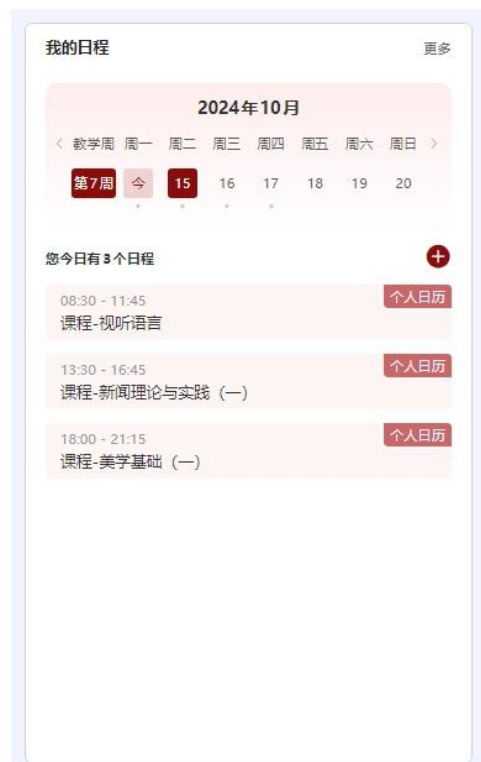 我的日程 更多
2024年10月
< 教学周 周一 周二 周三 周四 周五 周六 周日 >
第7周 今 15 16 17 18 19 20
您今日有3个日程
08:30 - 11:45 个人日历
课程-视听语言
13:30 - 16:45 个人日历
课程-新闻理论与实践（一）
18:00 - 21:15 个人日历
课程-美学基础（一）